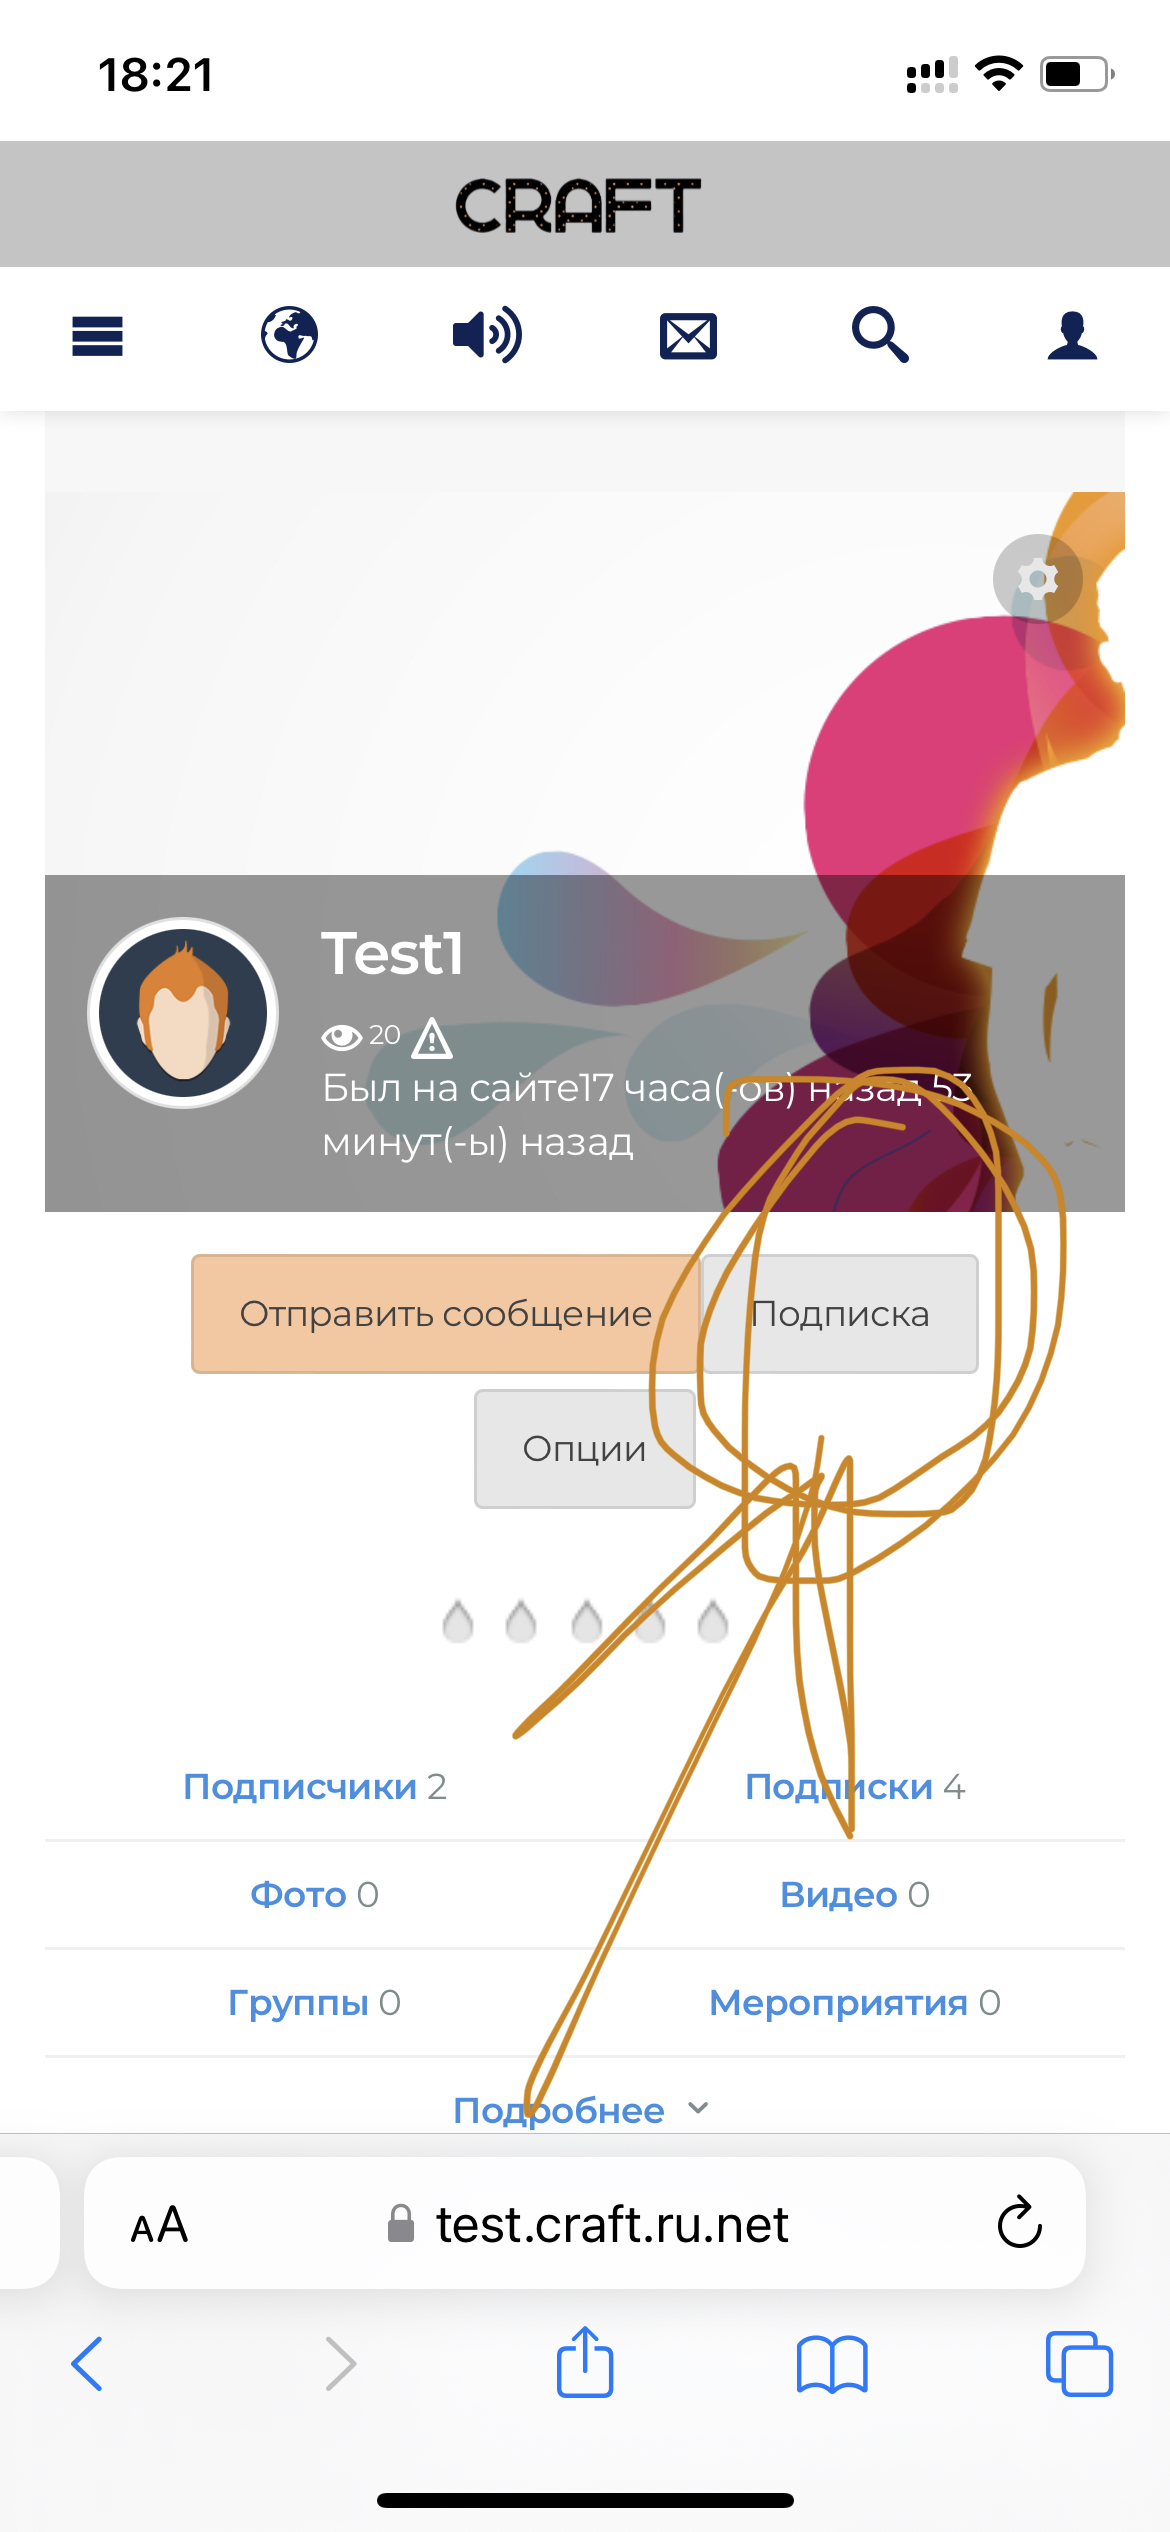 18:21
CRAFT
Test1
20
Был на сайте17 часа(-ов) назад 53
минут(-ы) назад
Отправить сообщение
Подписка
Опции
Подписчики 2
Подписки 4
Фото 0
Видео 0
Группы 0
Мероприятия 0
Подробнее
AA
test.craft.ru.net